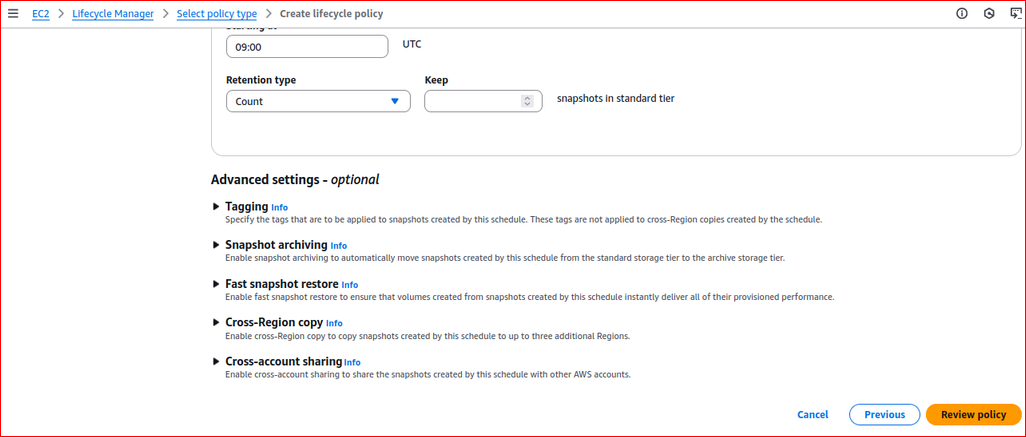 EC2 > Lifecycle Manager > Select policy type > Create lifecycle policy
09:00 UTC
Retention type Keep
Count snapshots in standard tier
Advanced settings - optional
Tagging Info
Specify the tags that are to be applied to snapshots created by this schedule. These tags are not applied to cross-Region copies created by the schedule.
Snapshot archiving Info
Enable snapshot archiving to automatically move snapshots created by this schedule from the standard storage tier to the archive storage tier.
Fast snapshot restore Info
Enable fast snapshot restore to ensure that volumes created from snapshots created by this schedule instantly deliver all of their provisioned performance.
Cross-Region copy Info
Enable cross-Region copy to copy snapshots created by this schedule to up to three additional Regions.
Cross-account sharing Info
Enable cross-account sharing to share the snapshots created by this schedule with other AWS accounts.
Cancel Previous Review policy